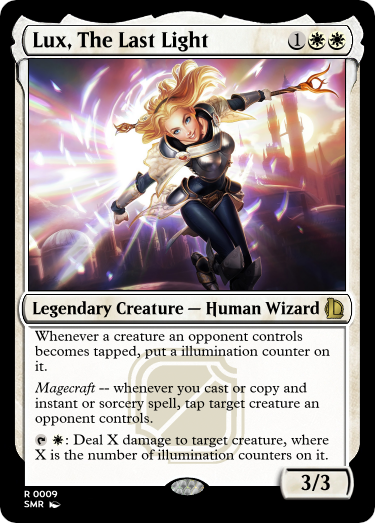 Lux, The Last Light 1
Legendary Creature — Human Wizard
Whenever a creature an opponent controls
becomes tapped, put a illumination counter on
it.
Magecraft -- whenever you cast or copy and
instant or sorcery spell, tap target creature an
opponent controls.
: Deal X damage to target creature, where
X is the number of illumination counters on it.
3/3
R 0009
SMR